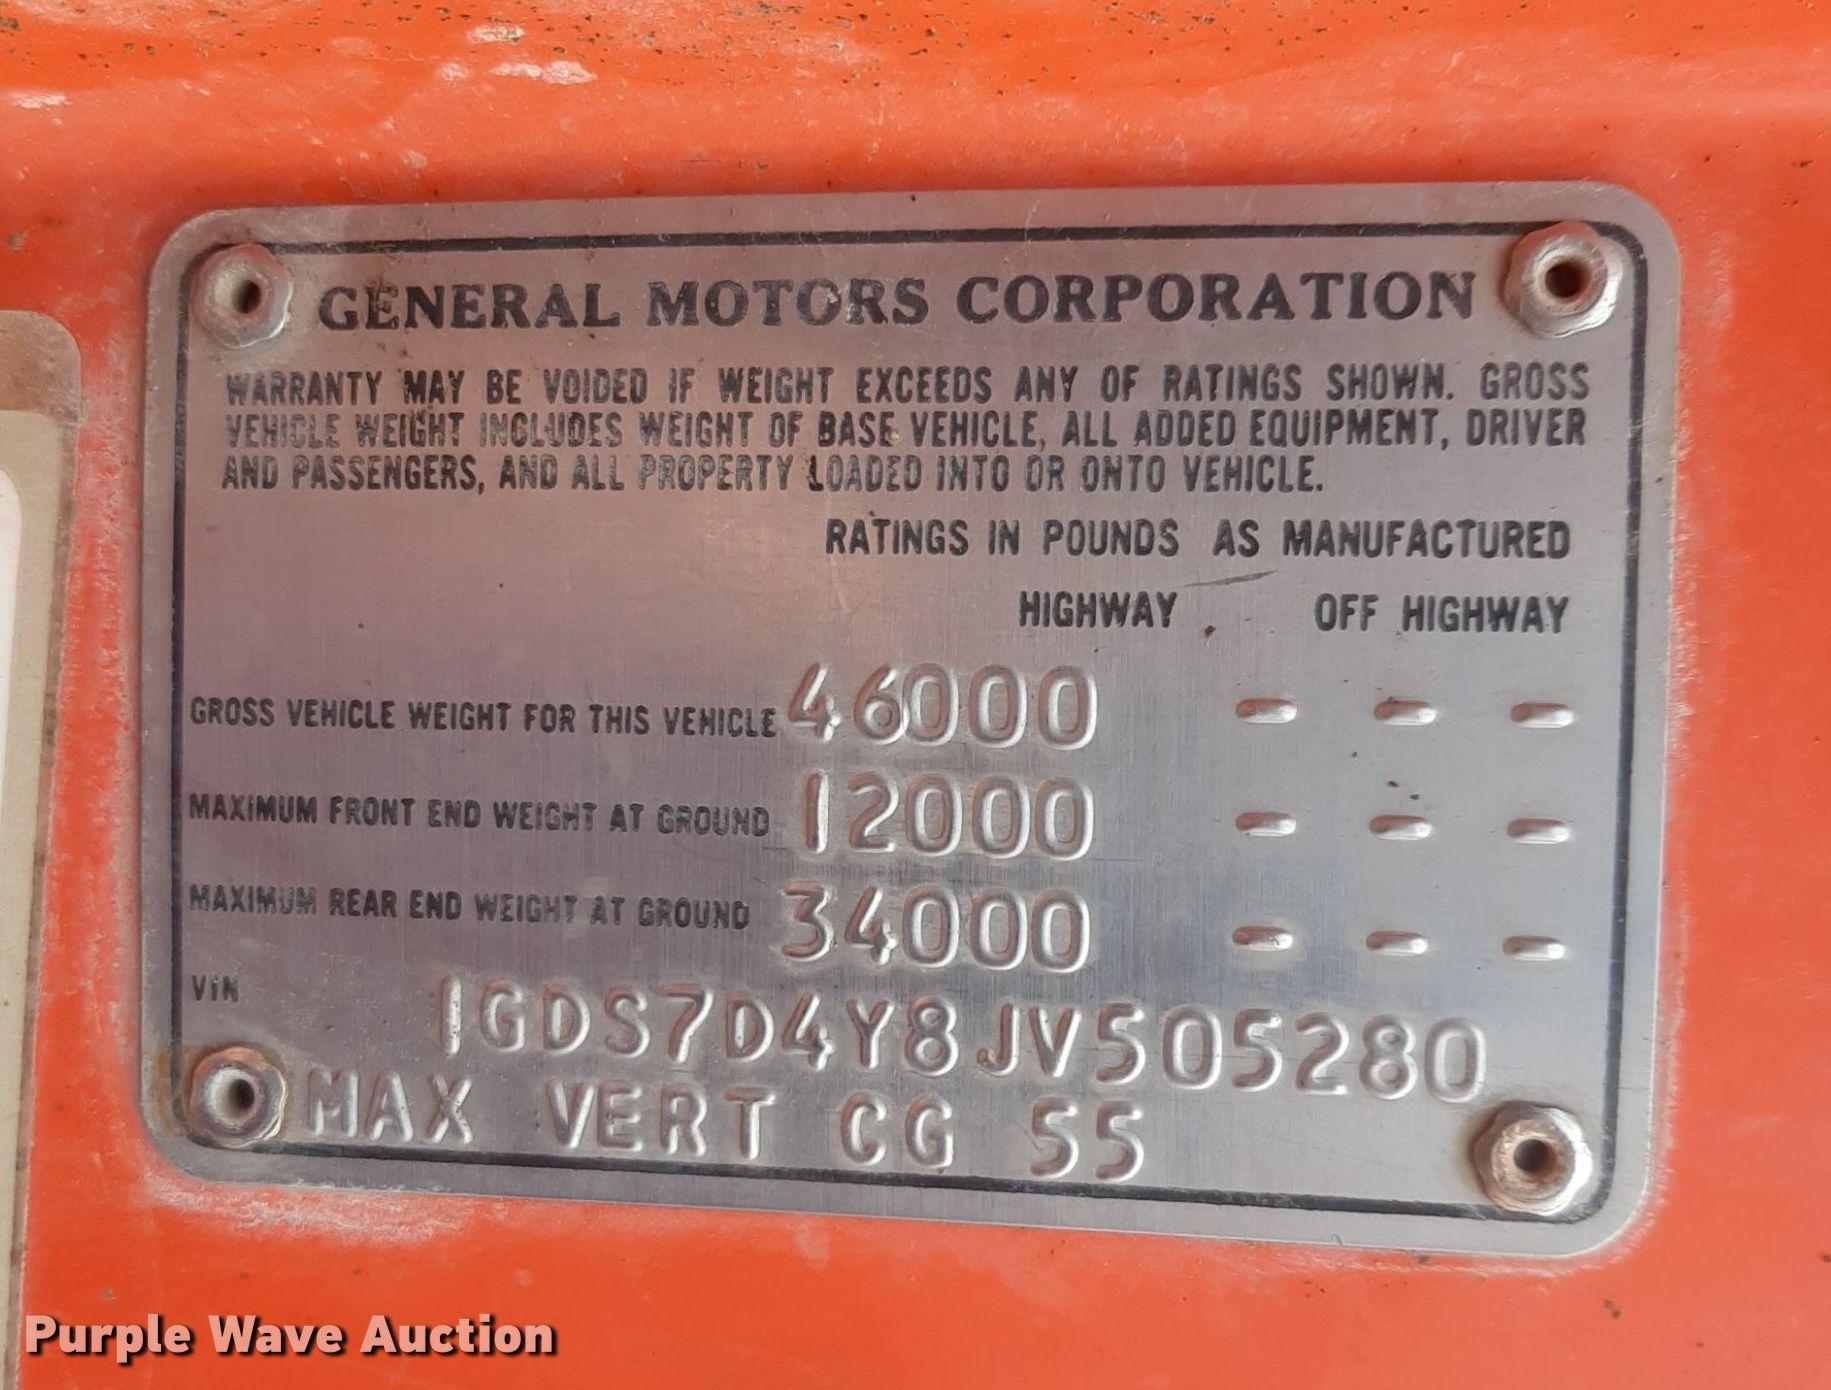 GENERAL MOTORS CORPORATION
WARRANTY MAY BE VOIDED IF WEIGHT EXCEEDS ANY OF RATINGS SHOWN. GROSS
VEHICLE WEIGHT INCLUDES WEIGHT OF BASE VEHICLE, ALL ADDED EQUIPMENT, DRIVER
AND PASSENGERS, AND ALL PROPERTY LOADED INTO OR ONTO VEHICLE.
RATINGS IN POUNDS AS MANUFACTURED
HIGHWAY OFF HIGHWAY
GROSS VEHICLE WEIGHT FOR THIS VEHICLE 46000 - - -
MAXIMUM FRONT END WEIGHT AT GROUND 12000 - - -
MAXIMUM REAR END WEIGHT AT GROUND 34000 - - -
VIN 1GDS7D4Y8JV505280
MAX VERT CG 55
Purple Wave Auction